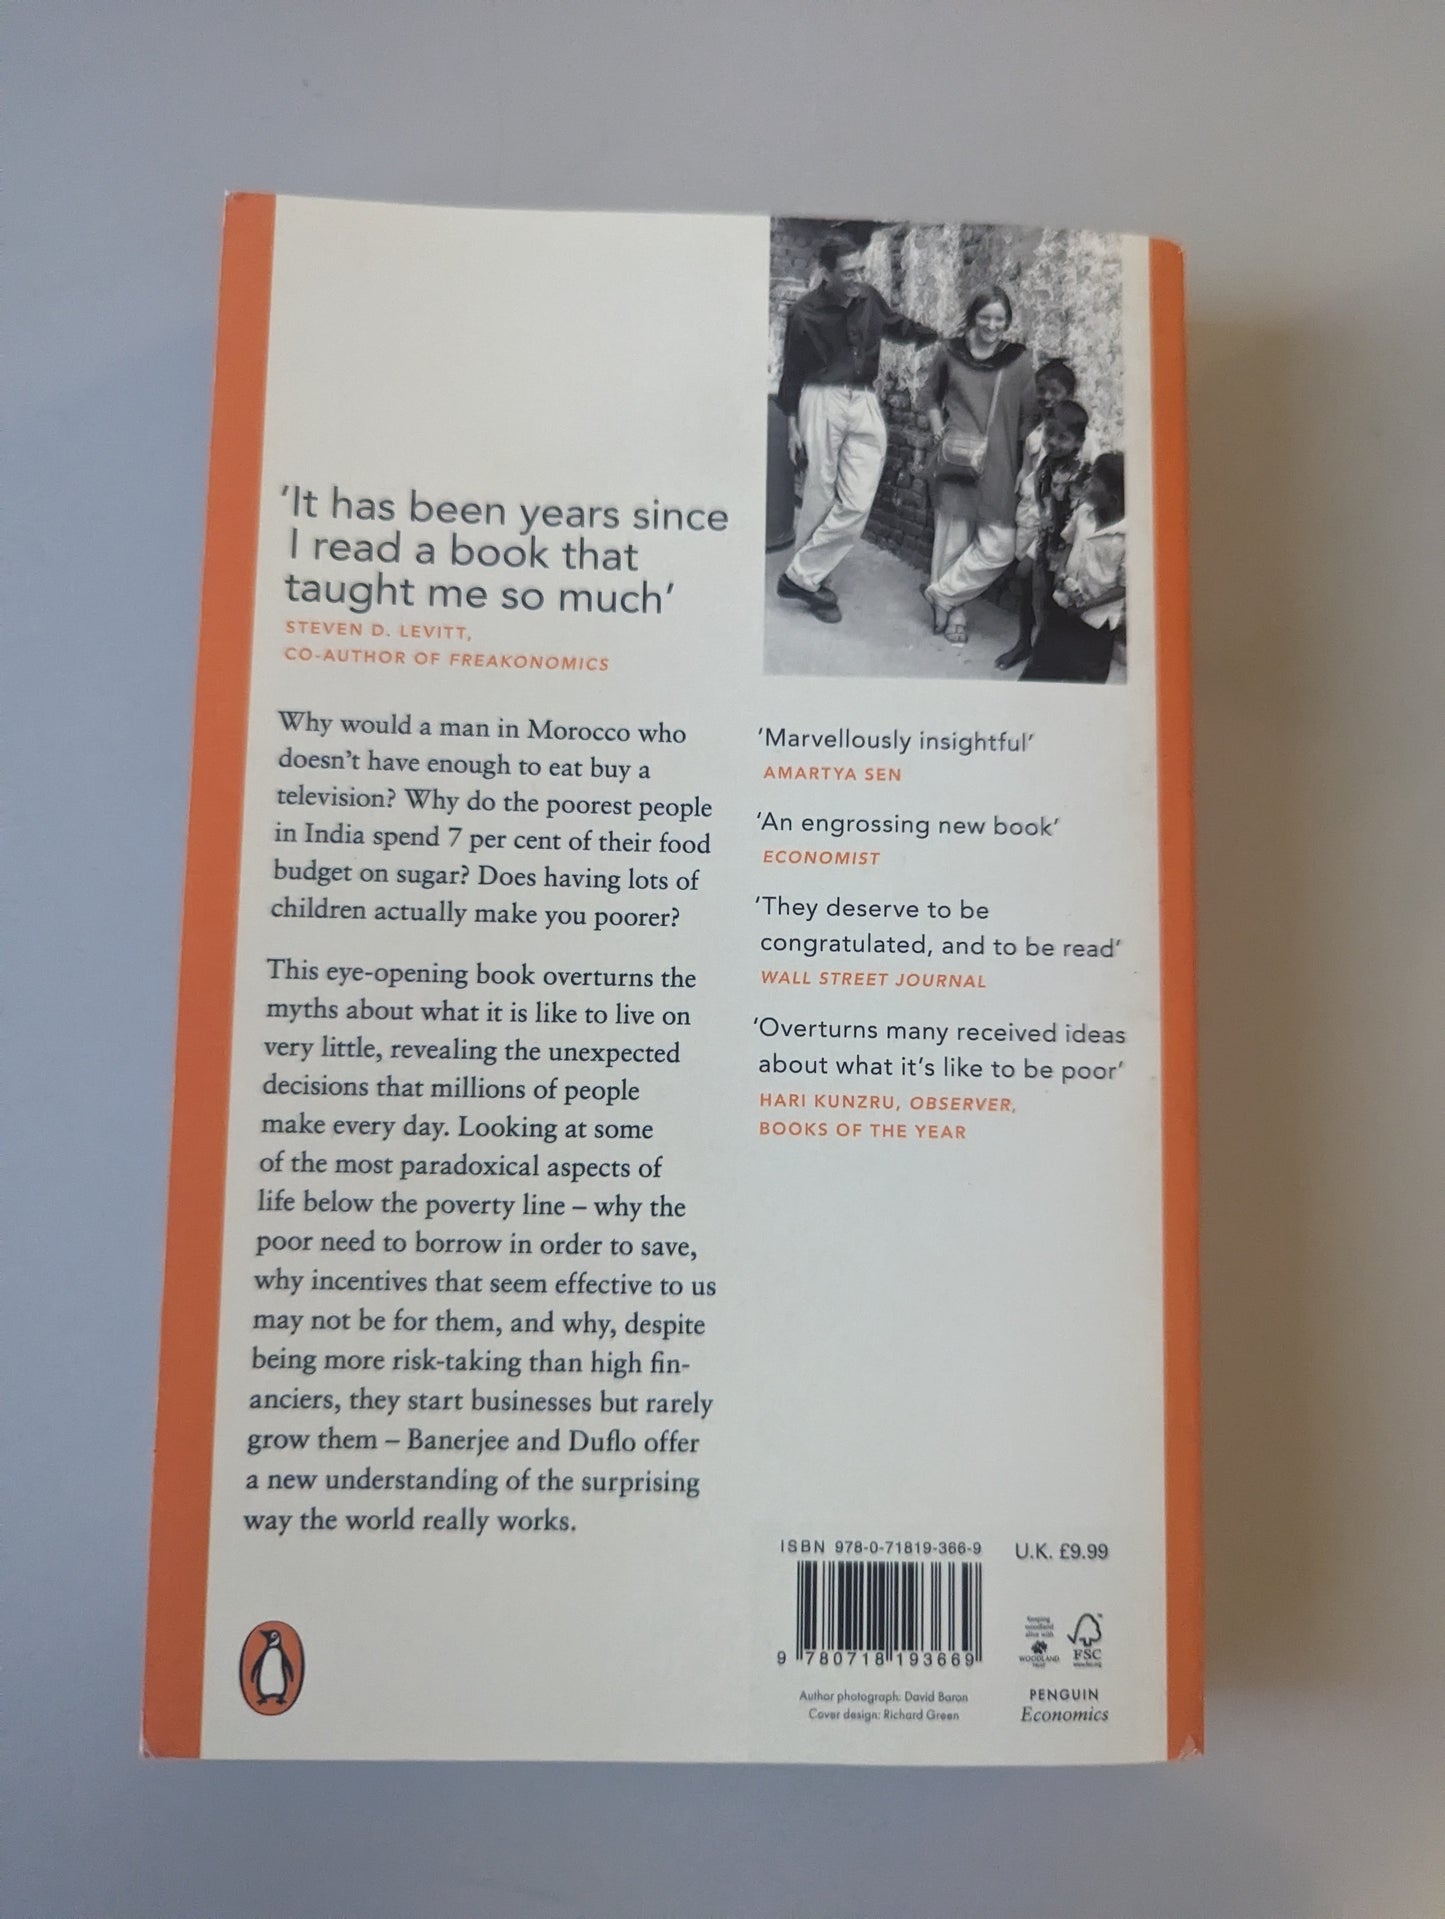 'It has been years since
I read a book that
taught me so much'
STEVEN D. LEVITT,
CO-AUTHOR OF FREAKONOMICS
Why would a man in Morocco who
doesn't have enough to eat buy a
television? Why do the poorest people
in India spend 7 per cent of their food
budget on sugar? Does having lots of
children actually make you poorer?
This eye-opening book overturns the
myths about what it is like to live on
very little, revealing the unexpected
decisions that millions of people
make every day. Looking at some
of the most paradoxical aspects of
life below the poverty line – why the
poor need to borrow in order to save,
why incentives that seem effective to us
may not be for them, and why, despite
being more risk-taking than high fin-
anciers, they start businesses but rarely
grow them – Banerjee and Duflo offer
a new understanding of the surprising
way the world really works.
'Marvellously insightful'
AMARTYA SEN
'An engrossing new book'
ECONOMIST
'They deserve to be
congratulated, and to be read'
WALL STREET JOURNAL
'Overturns many received ideas
about what it's like to be poor'
HARI KUNZRU, OBSERVER,
BOOKS OF THE YEAR
ISBN 978-0-71819-366-9
U.K. £9.99
9 780718 193669
Keeping
woodland
alive with
WOODLAND
FSC
Author photograph: David Baron
Cover design: Richard Green
PENGUIN
Economics